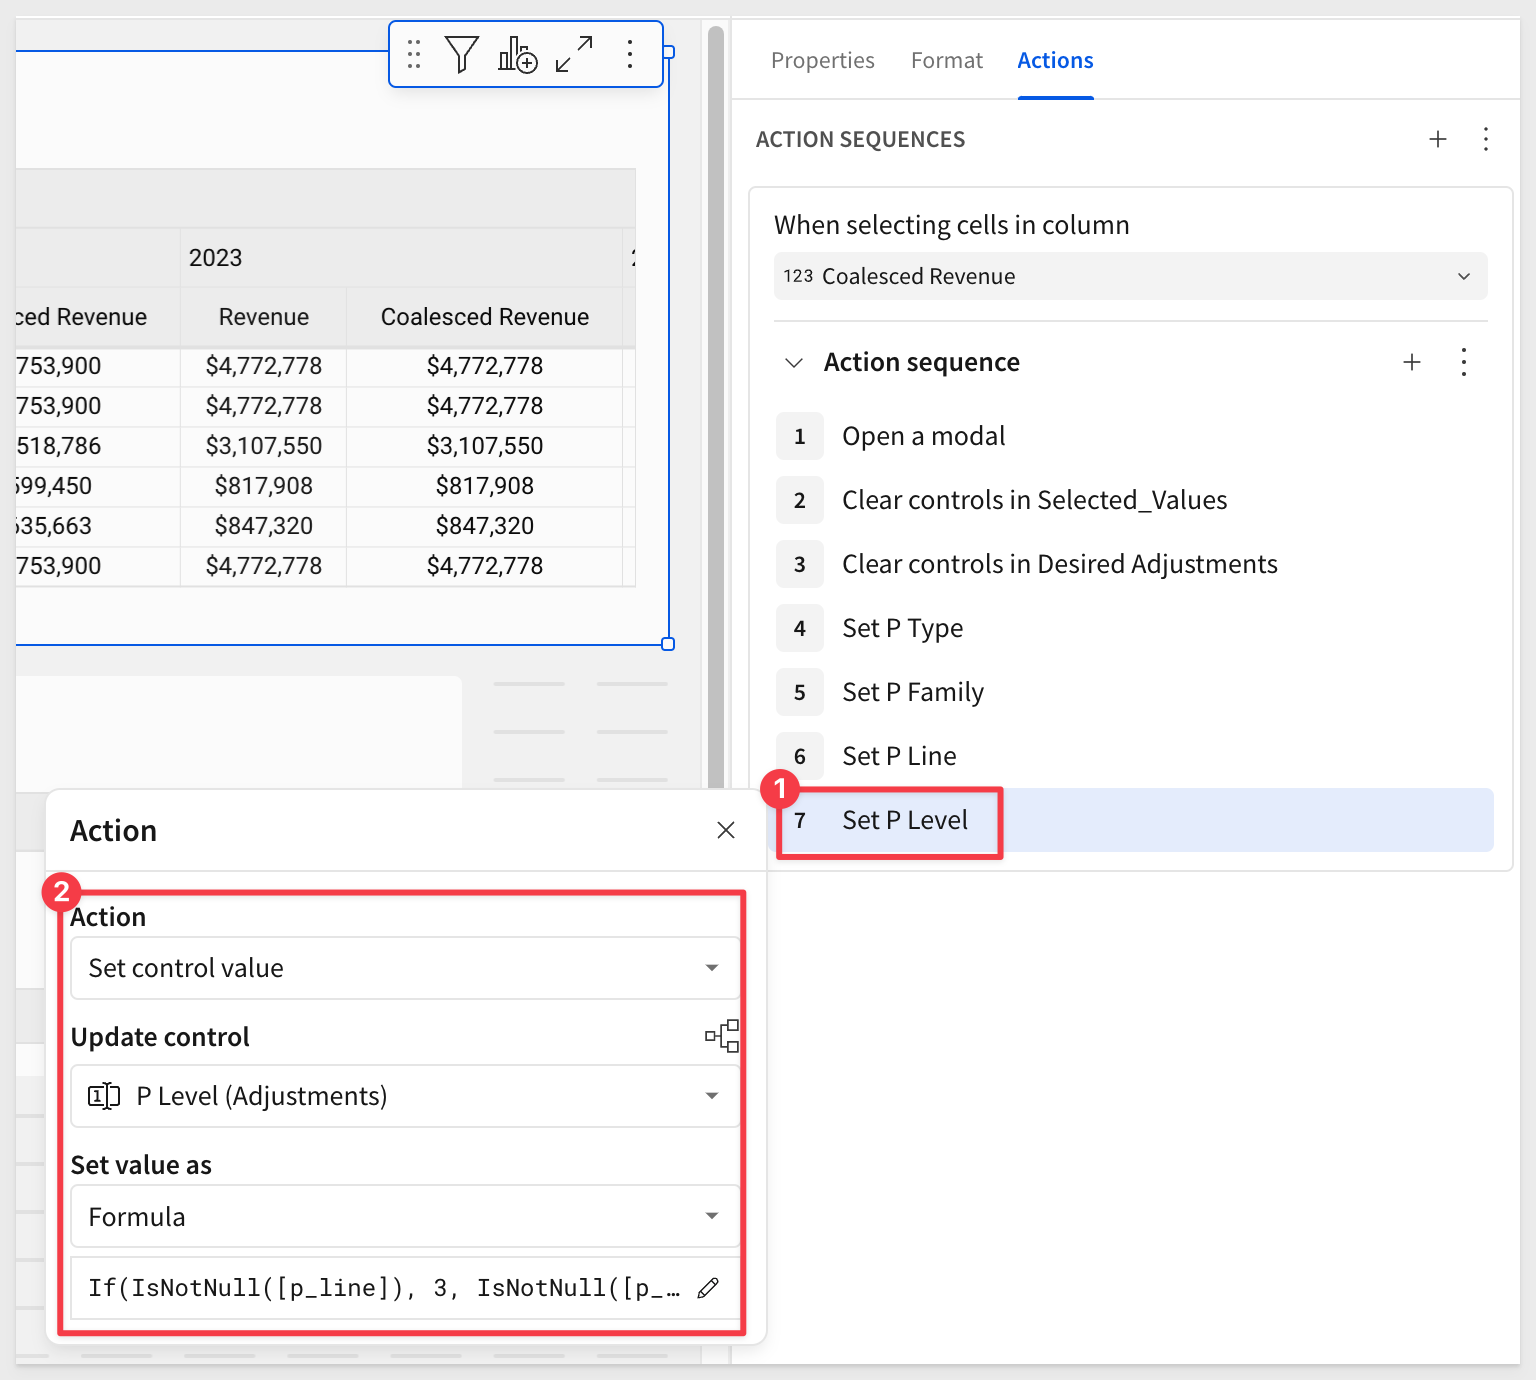 Properties Format Actions
ACTION SEQUENCES
When selecting cells in column
123 Coalesced Revenue
Action sequence
1 Open a modal
2 Clear controls in Selected_Values
3 Clear controls in Desired Adjustments
4 Set P Type
5 Set P Family
6 Set P Line
1
7 Set P Level
2023
ced Revenue Revenue Coalesced Revenue
753,900 $4,772,778 $4,772,778
753,900 $4,772,778 $4,772,778
518,786 $3,107,550 $3,107,550
599,450 $817,908 $817,908
635,663 $847,320 $847,320
753,900 $4,772,778 $4,772,778
Action
2
Action
Set control value
Update control
P Level (Adjustments)
Set value as
Formula
If(IsNotNull([p_line]), 3, IsNotNull([p_…